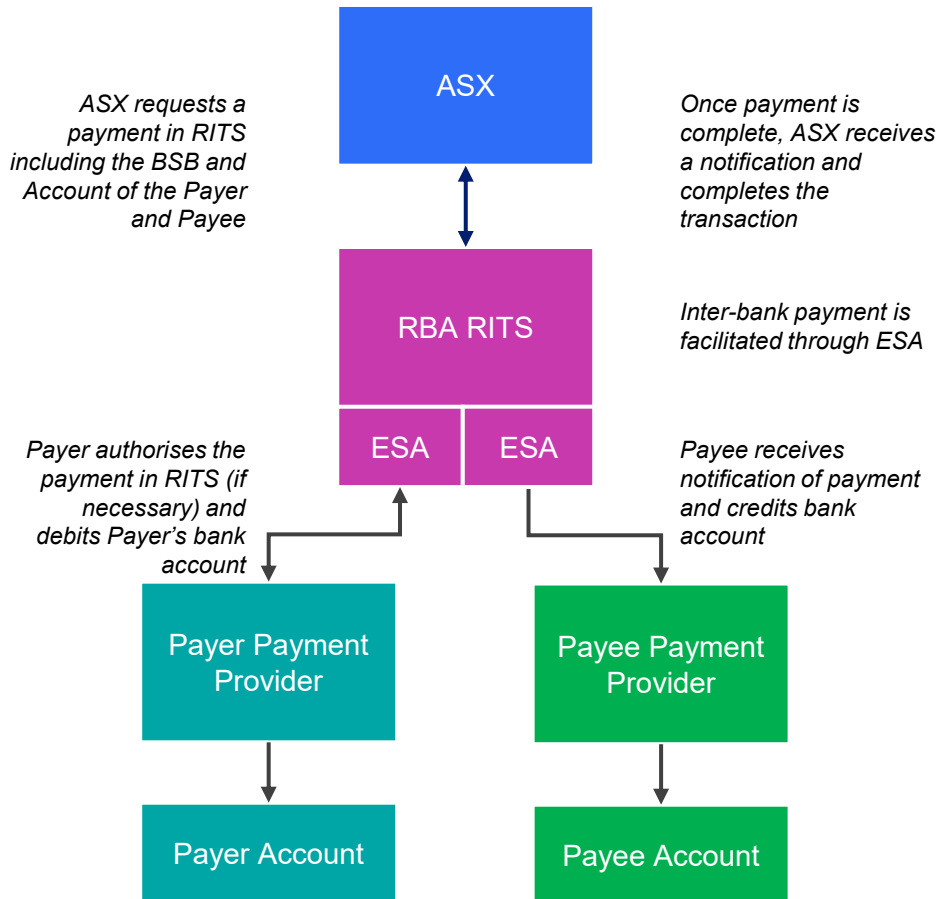 ASX
ASX requests a
payment in RITS
including the BSB and
Account of the Payer
and Payee
Once payment is
complete, ASX receives
a notification and
completes the
transaction
RBA RITS
Inter-bank payment is
facilitated through ESA
ESA
ESA
Payer authorises the
payment in RITS (if
necessary) and
debits Payer’s bank
account
Payee receives
notification of payment
and credits bank
account
Payer Payment
Provider
Payee Payment
Provider
Payer Account
Payee Account